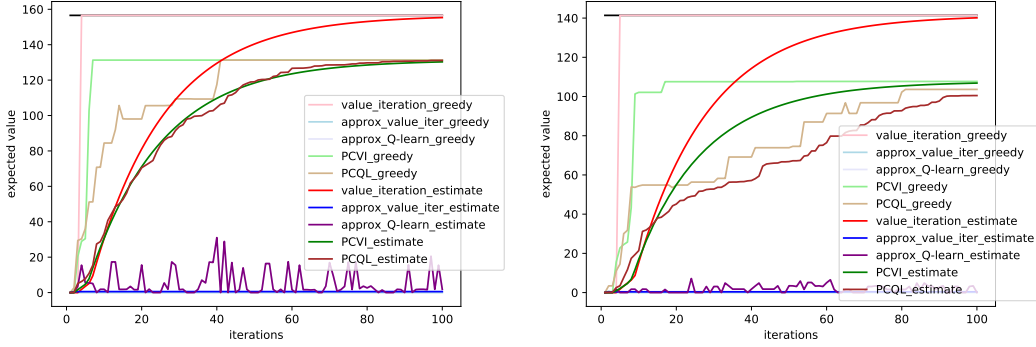 160
140
120
100
80
60
40
20
0
expected value
value_iteration_greedy
approx_value_iter_greedy
approx_Q-learn_greedy
PCVI_greedy
PCQL_greedy
value_iteration_estimate
approx_value_iter_estimate
approx_Q-learn_estimate
PCVI_estimate
PCQL_estimate
0 20 40 60 80 100
iterations
140
120
100
80
60
40
20
0
expected value
value_iteration_greedy
approx_value_iter_greedy
approx_Q-learn_greedy
PCVI_greedy
PCQL_greedy
value_iteration_estimate
approx_value_iter_estimate
approx_Q-learn_estimate
PCVI_estimate
PCQL_estimate
0 20 40 60 80 100
iterations